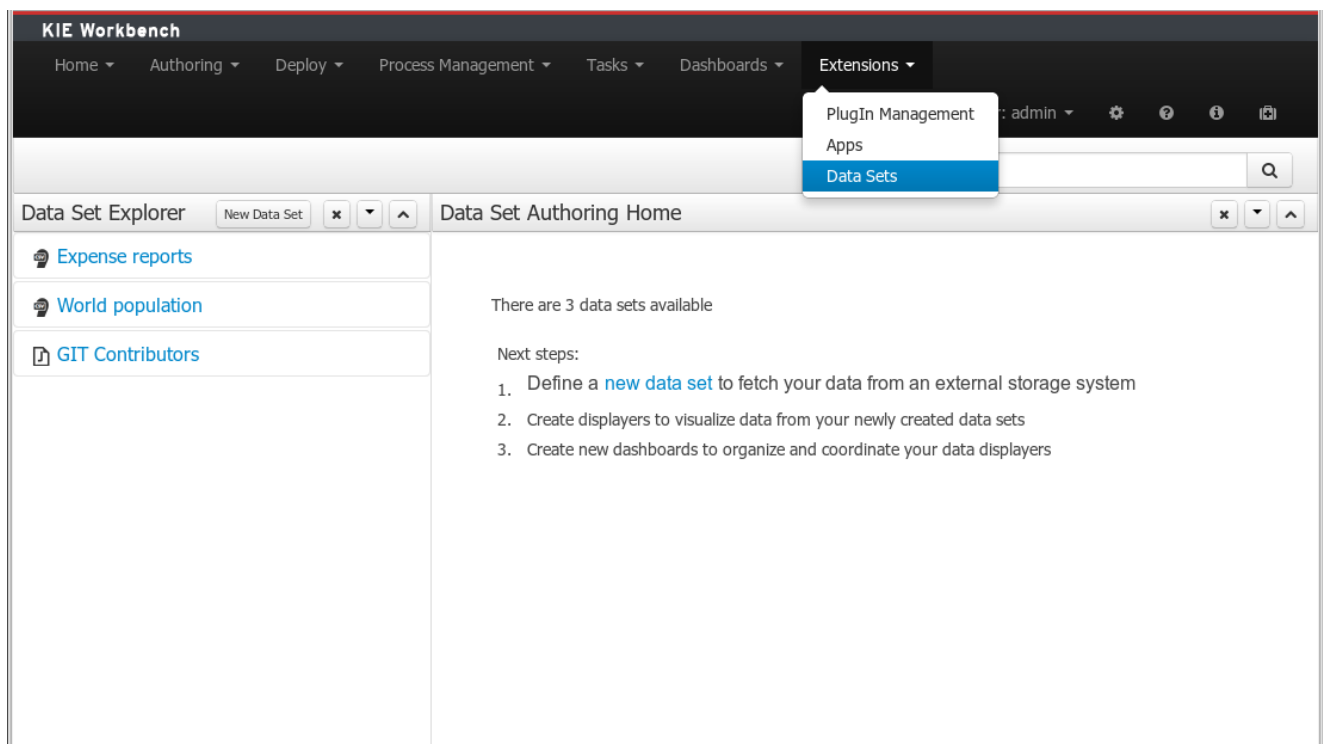 KIE Workbench
Home Authoring Deploy Process Management Tasks Dashboards Extensions
PlugIn Management
: admin
Apps
Data Sets
Data Set Explorer New Data Set Data Set Authoring Home
Expense reports
World population
GIT Contributors
There are 3 data sets available
Next steps:
1. Define a new data set to fetch your data from an external storage system
2. Create displayers to visualize data from your newly created data sets
3. Create new dashboards to organize and coordinate your data displayers